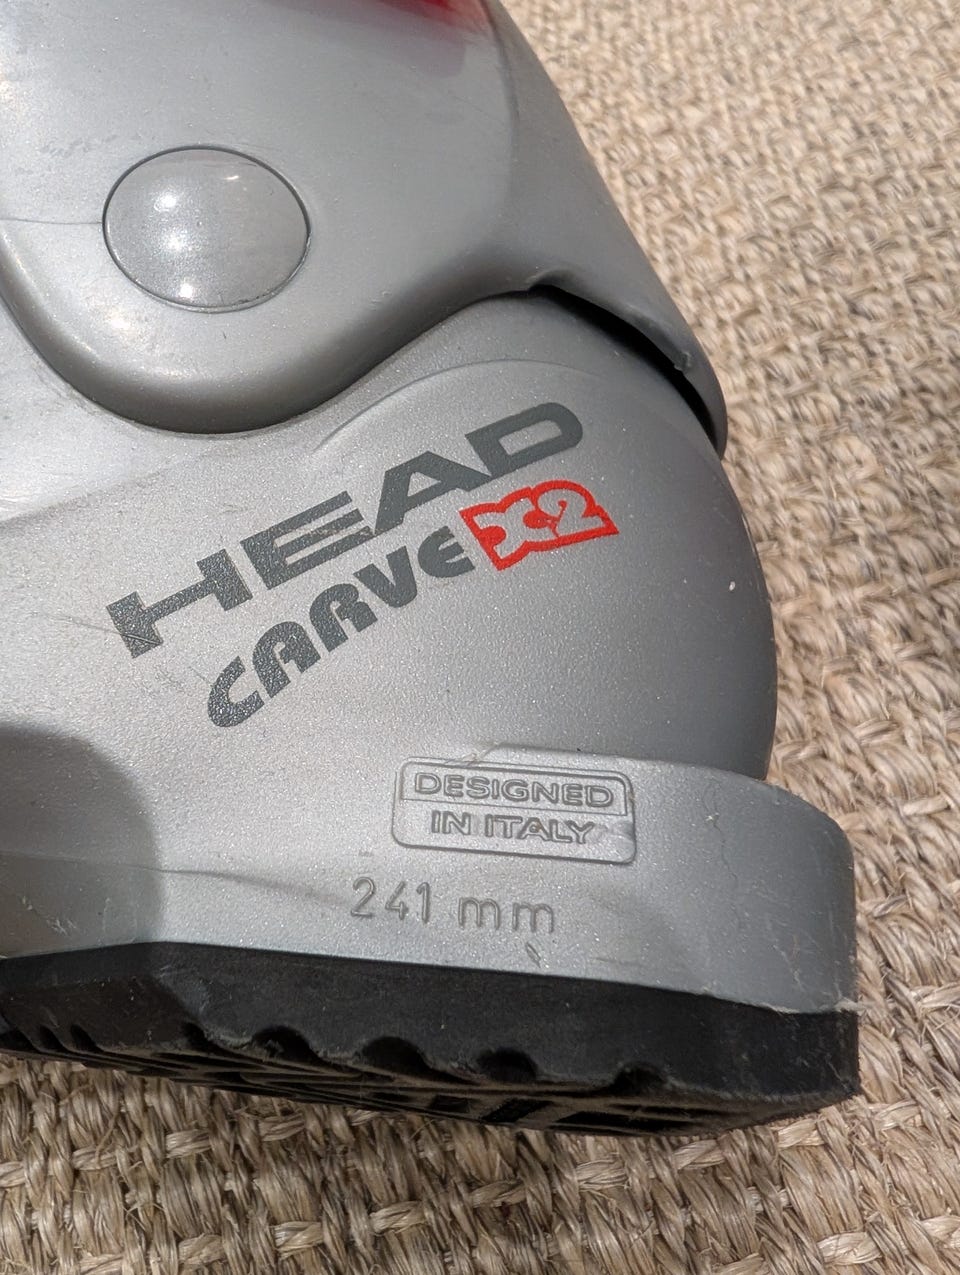 HEAD
CARVE X2
DESIGNED
IN ITALY
241 mm